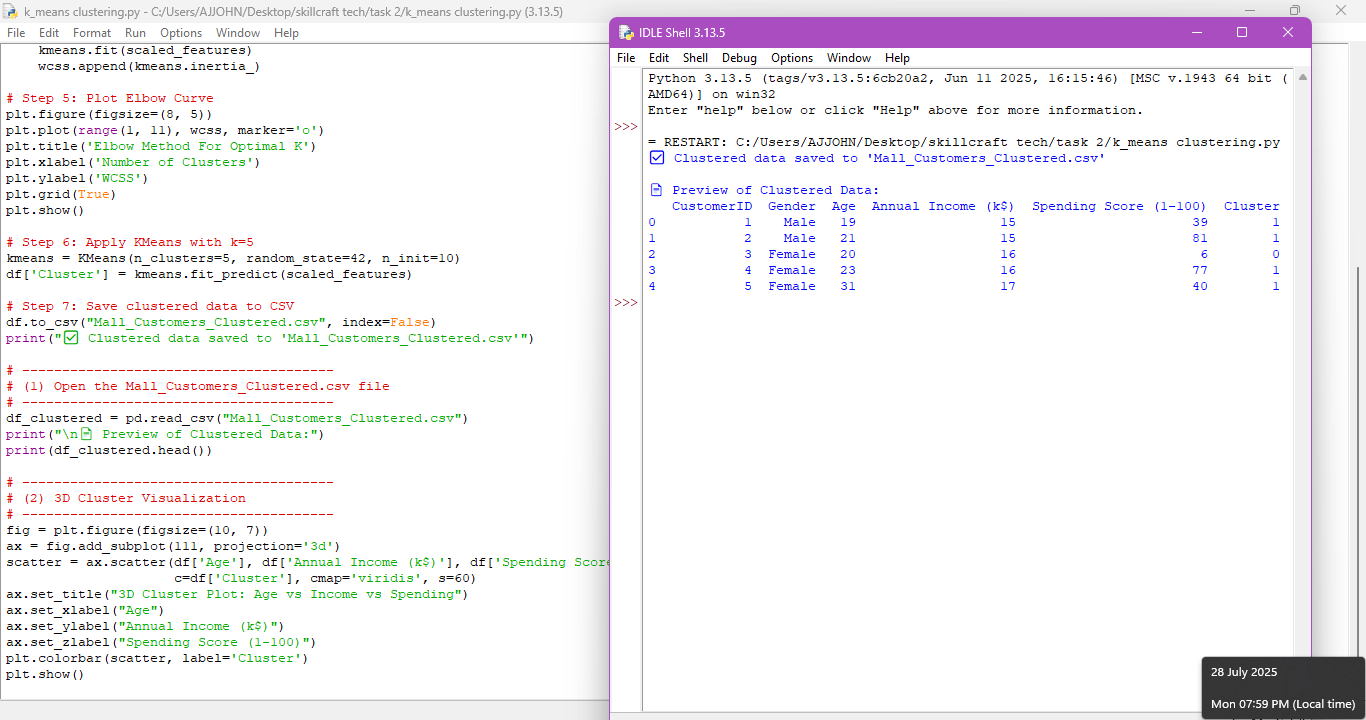 k_means clustering.py - C:/Users/AJJOHN/Desktop/skillcraft tech/task 2/k_means clustering.py (3.13.5)
File Edit Format Run Options Window Help
kmeans.fit(scaled_features)
wcss.append(kmeans.inertia_)
# Step 5: Plot Elbow Curve
plt.figure(figsize=(8, 5))
plt.plot(range(1, 11), wcss, marker='o')
plt.title('Elbow Method For Optimal K')
plt.xlabel('Number of Clusters')
plt.ylabel('WCSS')
plt.grid(True)
plt.show()
# Step 6: Apply KMeans with k=5
kmeans = KMeans(n_clusters=5, random_state=42, n_init=10)
df['Cluster'] = kmeans.fit_predict(scaled_features)
# Step 7: Save clustered data to CSV
df.to_csv("Mall_Customers_Clustered.csv", index=False)
print("✅ Clustered data saved to 'Mall_Customers_Clustered.csv'")
# ---------------------------------------
# (1) Open the Mall_Customers_Clustered.csv file
# ---------------------------------------
df_clustered = pd.read_csv("Mall_Customers_Clustered.csv")
print("\n📄 Preview of Clustered Data:")
print(df_clustered.head())
# ---------------------------------------
# (2) 3D Cluster Visualization
# ---------------------------------------
fig = plt.figure(figsize=(10, 7))
ax = fig.add_subplot(111, projection='3d')
scatter = ax.scatter(df['Age'], df['Annual Income (k$)'], df['Spending Score
c=df['Cluster'], cmap='viridis', s=60)
ax.set_title("3D Cluster Plot: Age vs Income vs Spending")
ax.set_xlabel("Age")
ax.set_ylabel("Annual Income (k$)")
ax.set_zlabel("Spending Score (1-100)")
plt.colorbar(scatter, label='Cluster')
plt.show()
IDLE Shell 3.13.5
File Edit Shell Debug Options Window Help
Python 3.13.5 (tags/v3.13.5:6cb20a2, Jun 11 2025, 16:15:46) [MSC v.1943 64 bit (
AMD64)] on win32
Enter "help" below or click "Help" above for more information.
>>>
= RESTART: C:/Users/AJJOHN/Desktop/skillcraft tech/task 2/k_means clustering.py
✅ Clustered data saved to 'Mall_Customers_Clustered.csv'
📄 Preview of Clustered Data:
CustomerID Gender Age Annual Income (k$) Spending Score (1-100) Cluster
0 1 Male 19 15 39 1
1 2 Male 21 15 81 1
2 3 Female 20 16 6 0
3 4 Female 23 16 77 1
4 5 Female 31 17 40 1
>>>
28 July 2025
Mon 07:59 PM (Local time)